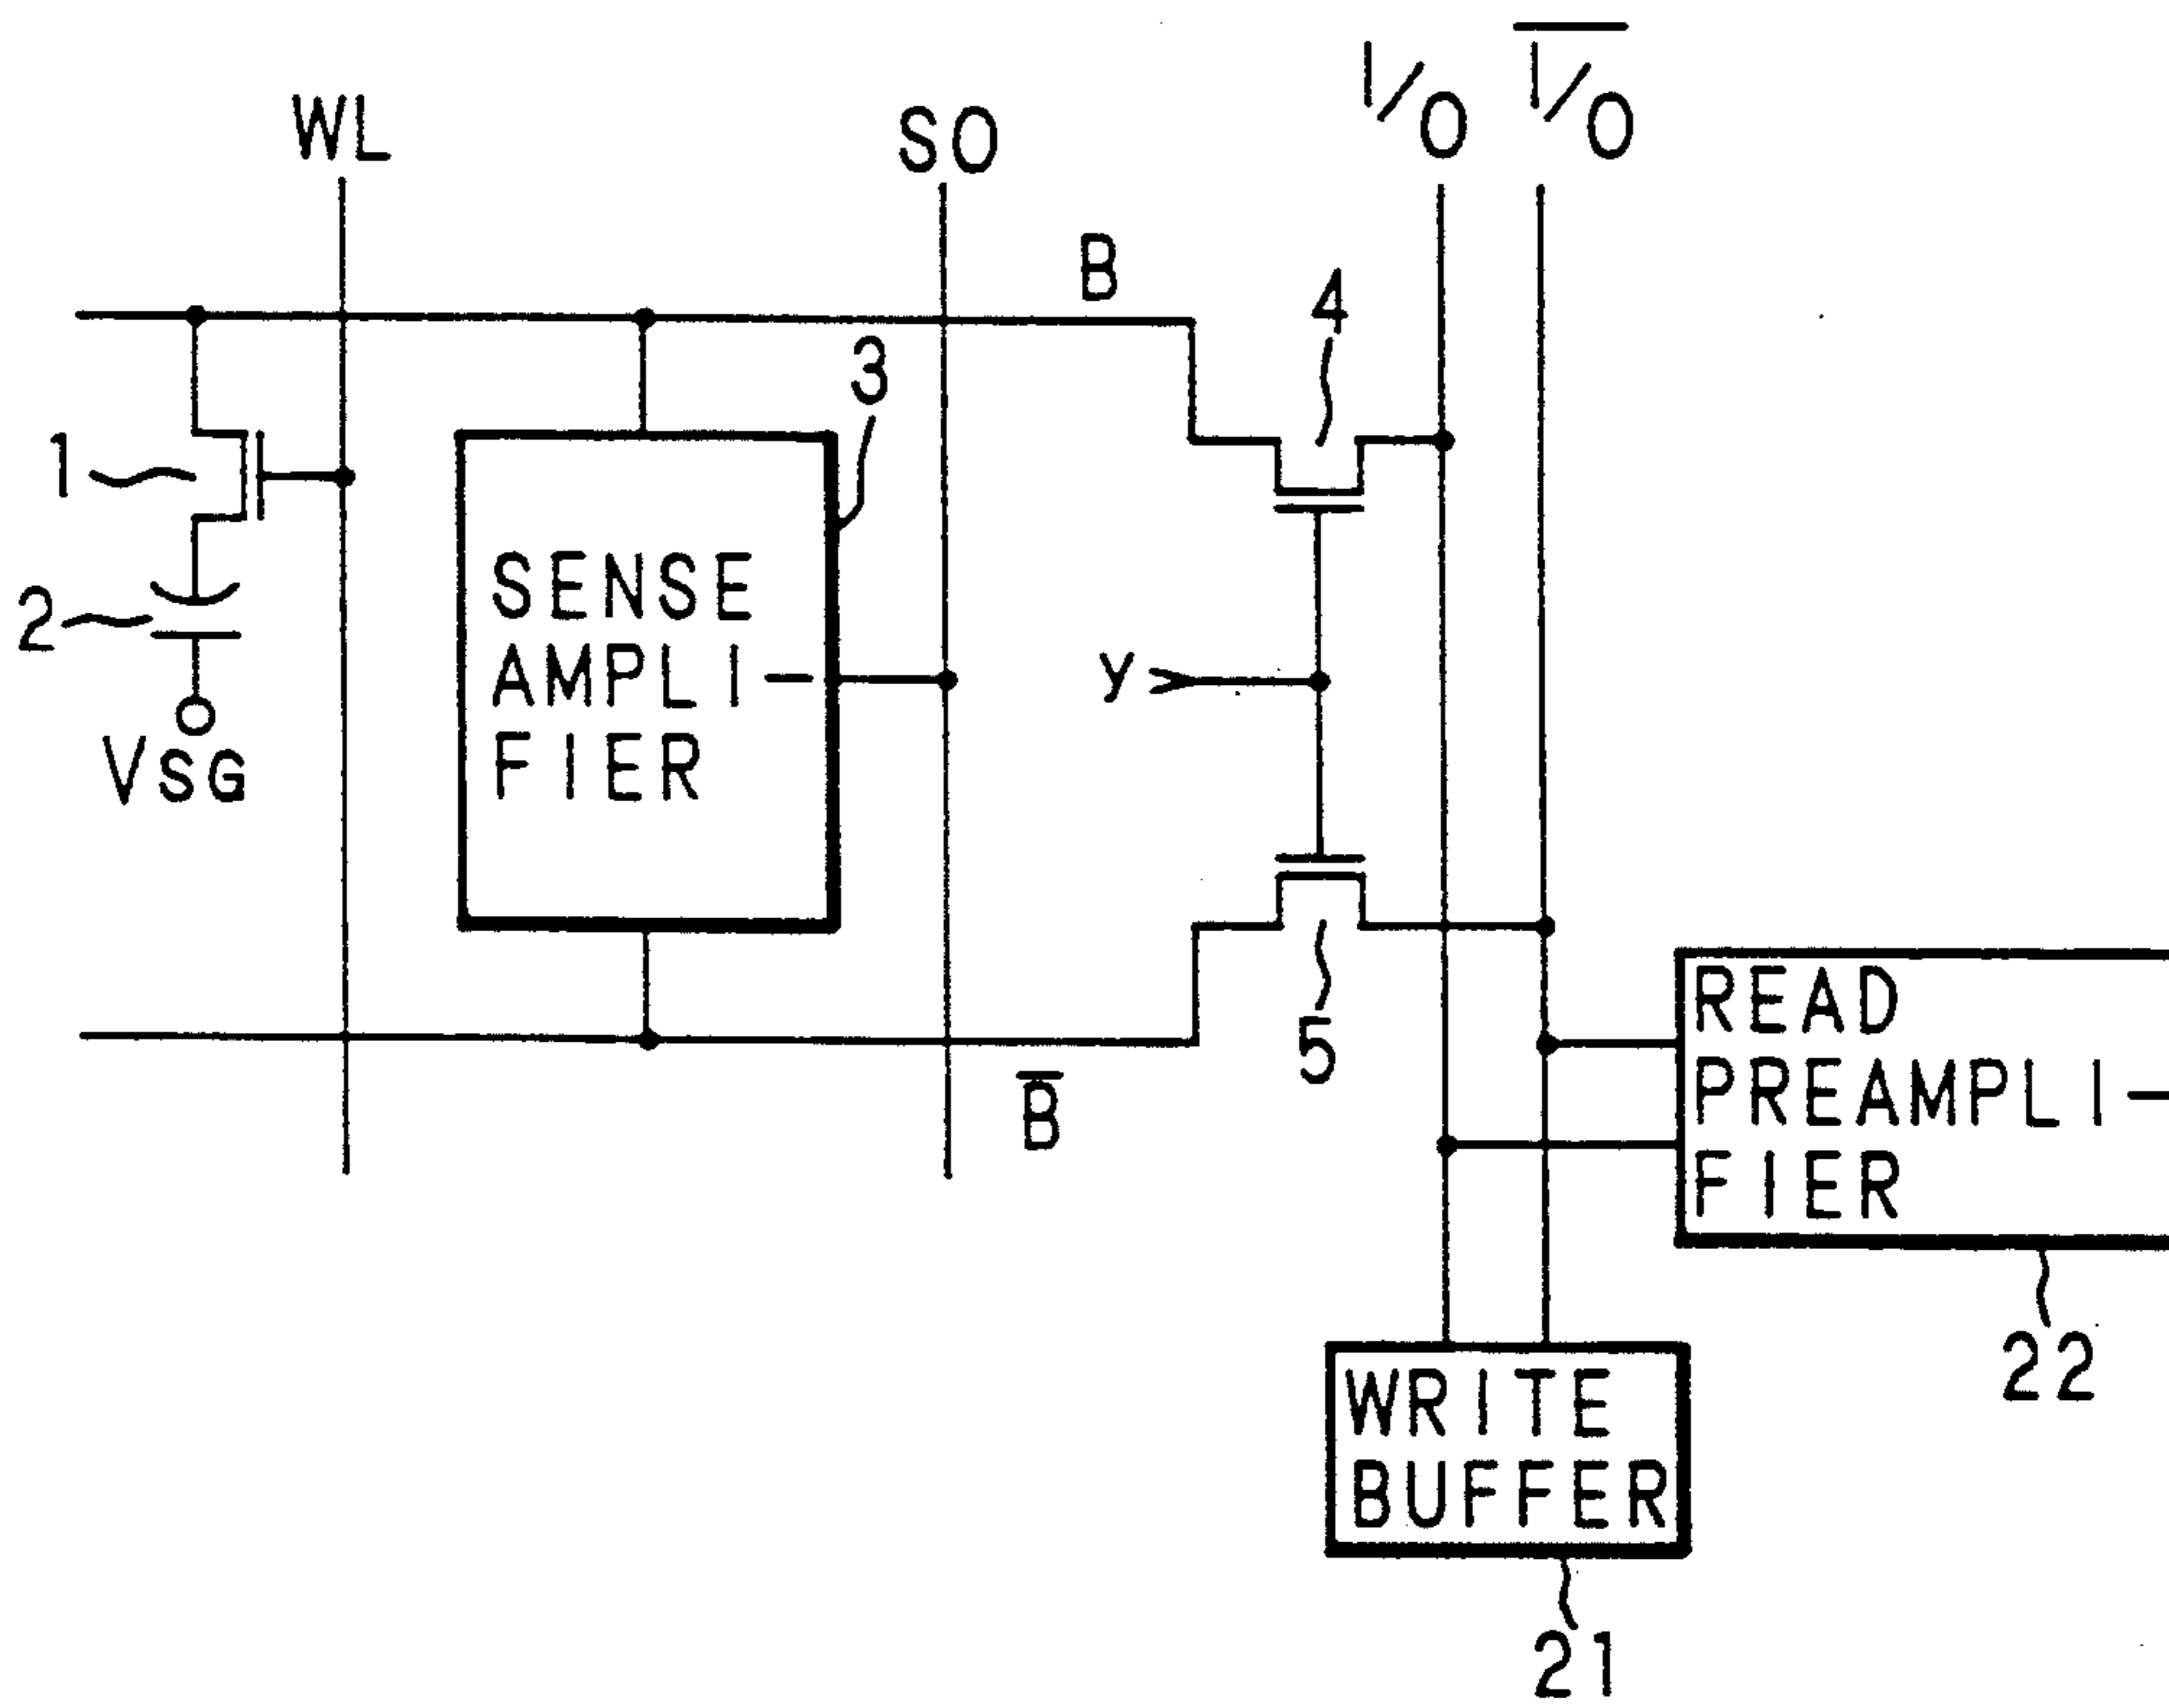 I/O
I/O
WL
SO
B
4
3
1
SENSE
AMPLI-
FIER
2
y
VSG
5
B
READ
PREAMPLI-
FIER
22
WRITE
BUFFER
21